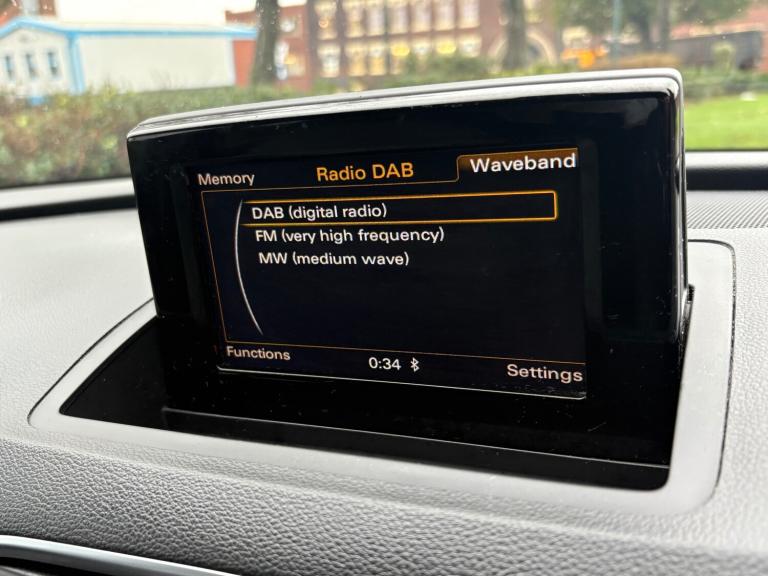 Memory Radio DAB Waveband
DAB (digital radio)
FM (very high frequency)
MW (medium wave)
Functions 0:34 Settings